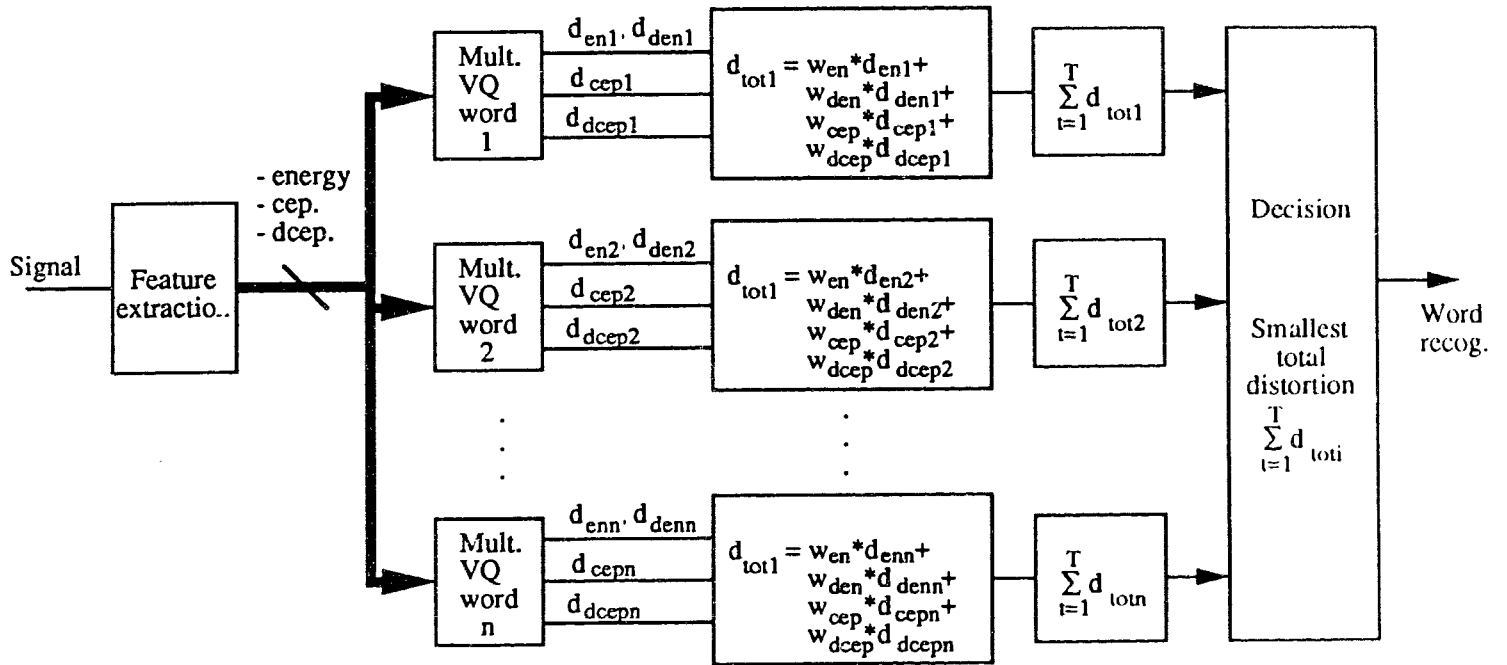 Signal
Feature
extractio..
- energy
- cep.
- dcep.
Mult.
VQ
word
1
d_en1, d_den1
d_cep1
d_dcep1
d_tot1 = w_en*d_en1+
w_den*d_den1+
w_cep*d_cep1+
w_dcep*d_dcep1
T
Σ d_tot1
t=1
Mult.
VQ
word
2
d_en2, d_den2
d_cep2
d_dcep2
d_tot1 = w_en*d_en2+
w_den*d_den2+
w_cep*d_cep2+
w_dcep*d_dcep2
T
Σ d_tot2
t=1
.
.
.
.
.
.
Mult.
VQ
word
n
d_enn, d_denn
d_cepn
d_dcepn
d_tot1 = w_en*d_enn+
w_den*d_denn+
w_cep*d_cepn+
w_dcep*d_dcepn
T
Σ d_totn
t=1
Decision
Smallest
total
distortion
T
Σ d_toti
t=1
Word
recog.